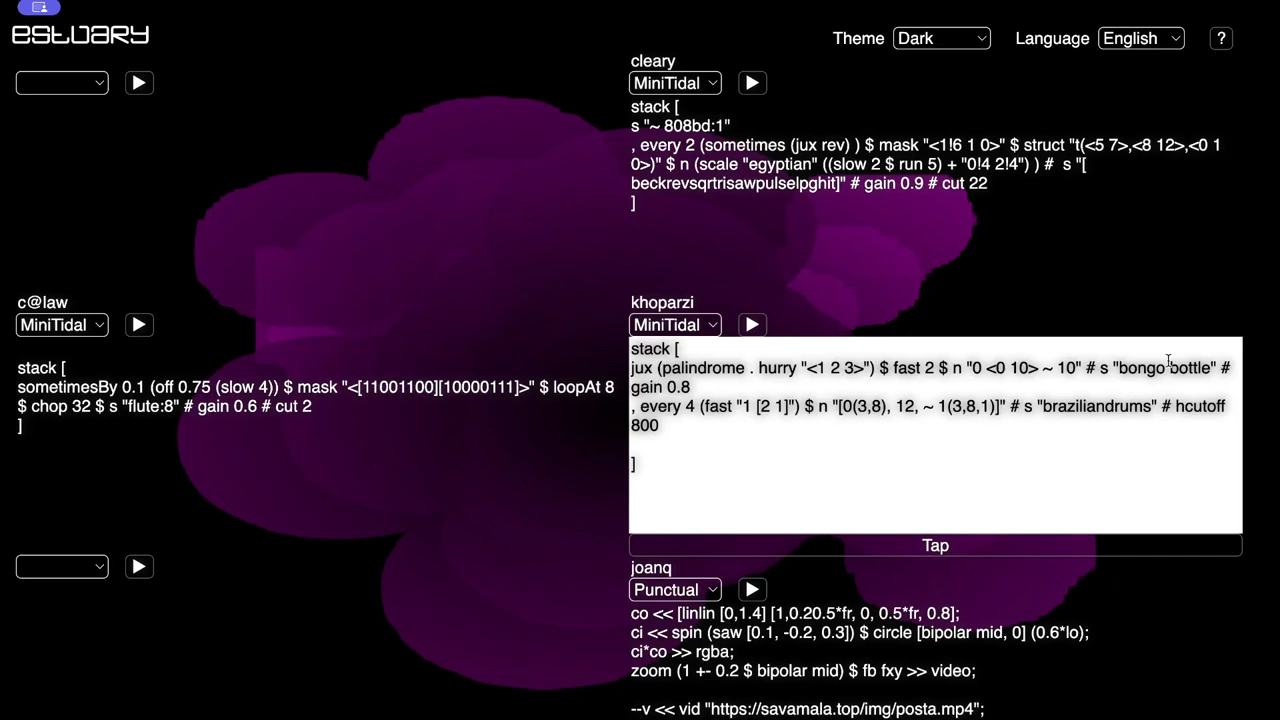 estuary
Theme Dark Language English ?
cleary
MiniTidal
stack [
s "~ 808bd:1"
, every 2 (sometimes (jux rev) ) $ mask "<1!6 1 0>" $ struct "t(<5 7>,<8 12>,<0 1
0>)" $ n (scale "egyptian" ((slow 2 $ run 5) + "0!4 2!4") ) # s "[
beckrevsqrtrisawpulselpghit]" # gain 0.9 # cut 22
]
c@law
MiniTidal
stack [
sometimesBy 0.1 (off 0.75 (slow 4)) $ mask "<[11001100][10000111]>" $ loopAt 8
$ chop 32 $ s "flute:8" # gain 0.6 # cut 2
]
khoparzi
MiniTidal
stack [
jux (palindrome . hurry "<1 2 3>") $ fast 2 $ n "0 <0 10> ~ 10" # s "bongo bottle" #
gain 0.8
, every 4 (fast "1 [2 1]") $ n "[0(3,8), 12, ~ 1(3,8,1)]" # s "braziliandrums" # hcutoff
800
]
Tap
joanq
Punctual
co << [linlin [0,1.4] [1,0.20.5*fr, 0, 0.5*fr, 0.8];
ci << spin (saw [0.1, -0.2, 0.3]) $ circle [bipolar mid, 0] (0.6*lo);
ci*co >> rgba;
zoom (1 +- 0.2 $ bipolar mid) $ fb fxy >> video;
--v << vid "https://savamala.top/img/posta.mp4";